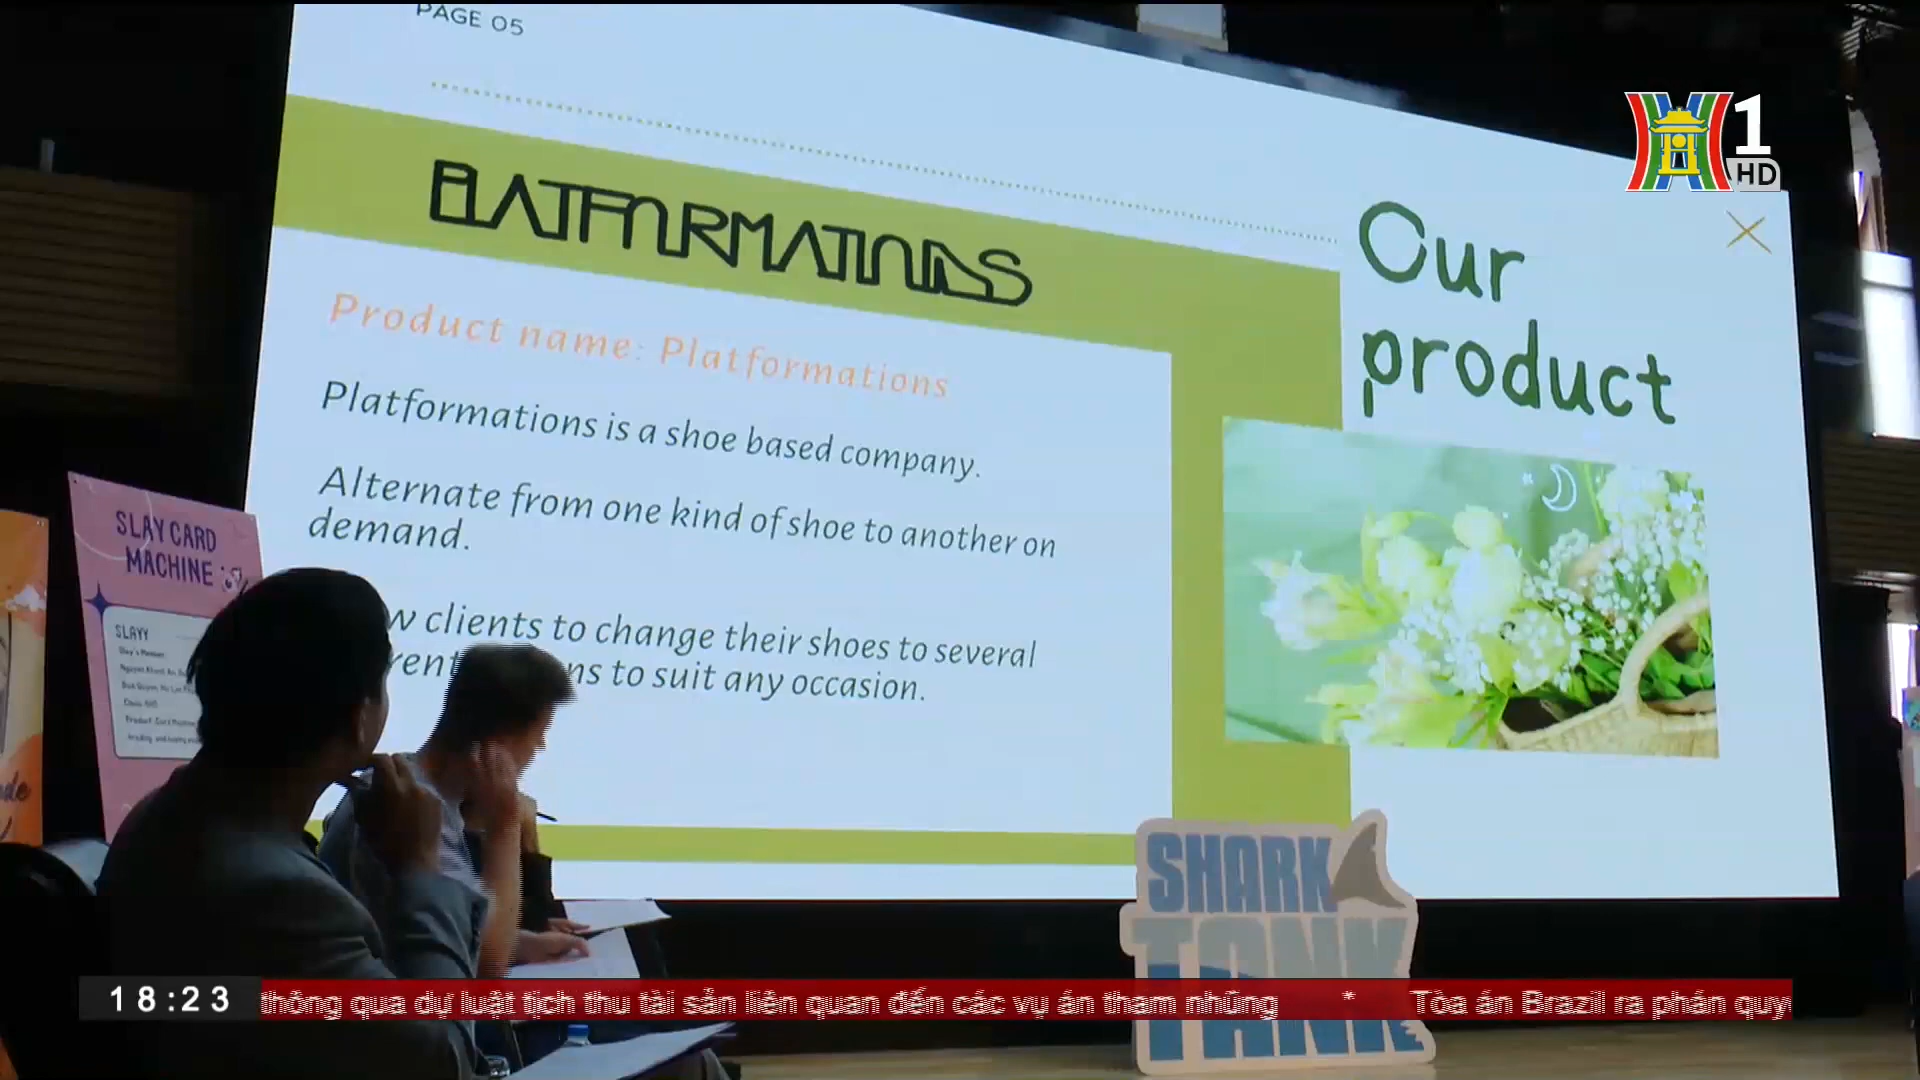 PAGE 05
1
HD
PLATFORMATIONS
Our
product
Product name: Platformations
Platformations is a shoe based company.
Alternate from one kind of shoe to another on
demand.
clients to change their shoes to several
to suit any occasion.
SLAY CARD
MACHINE
SLAYY
SHARK
TANK
18:23
thông qua dự luật tịch thu tài sản liên quan đến các vụ án tham nhũng * Tòa án Brazil ra phán quy